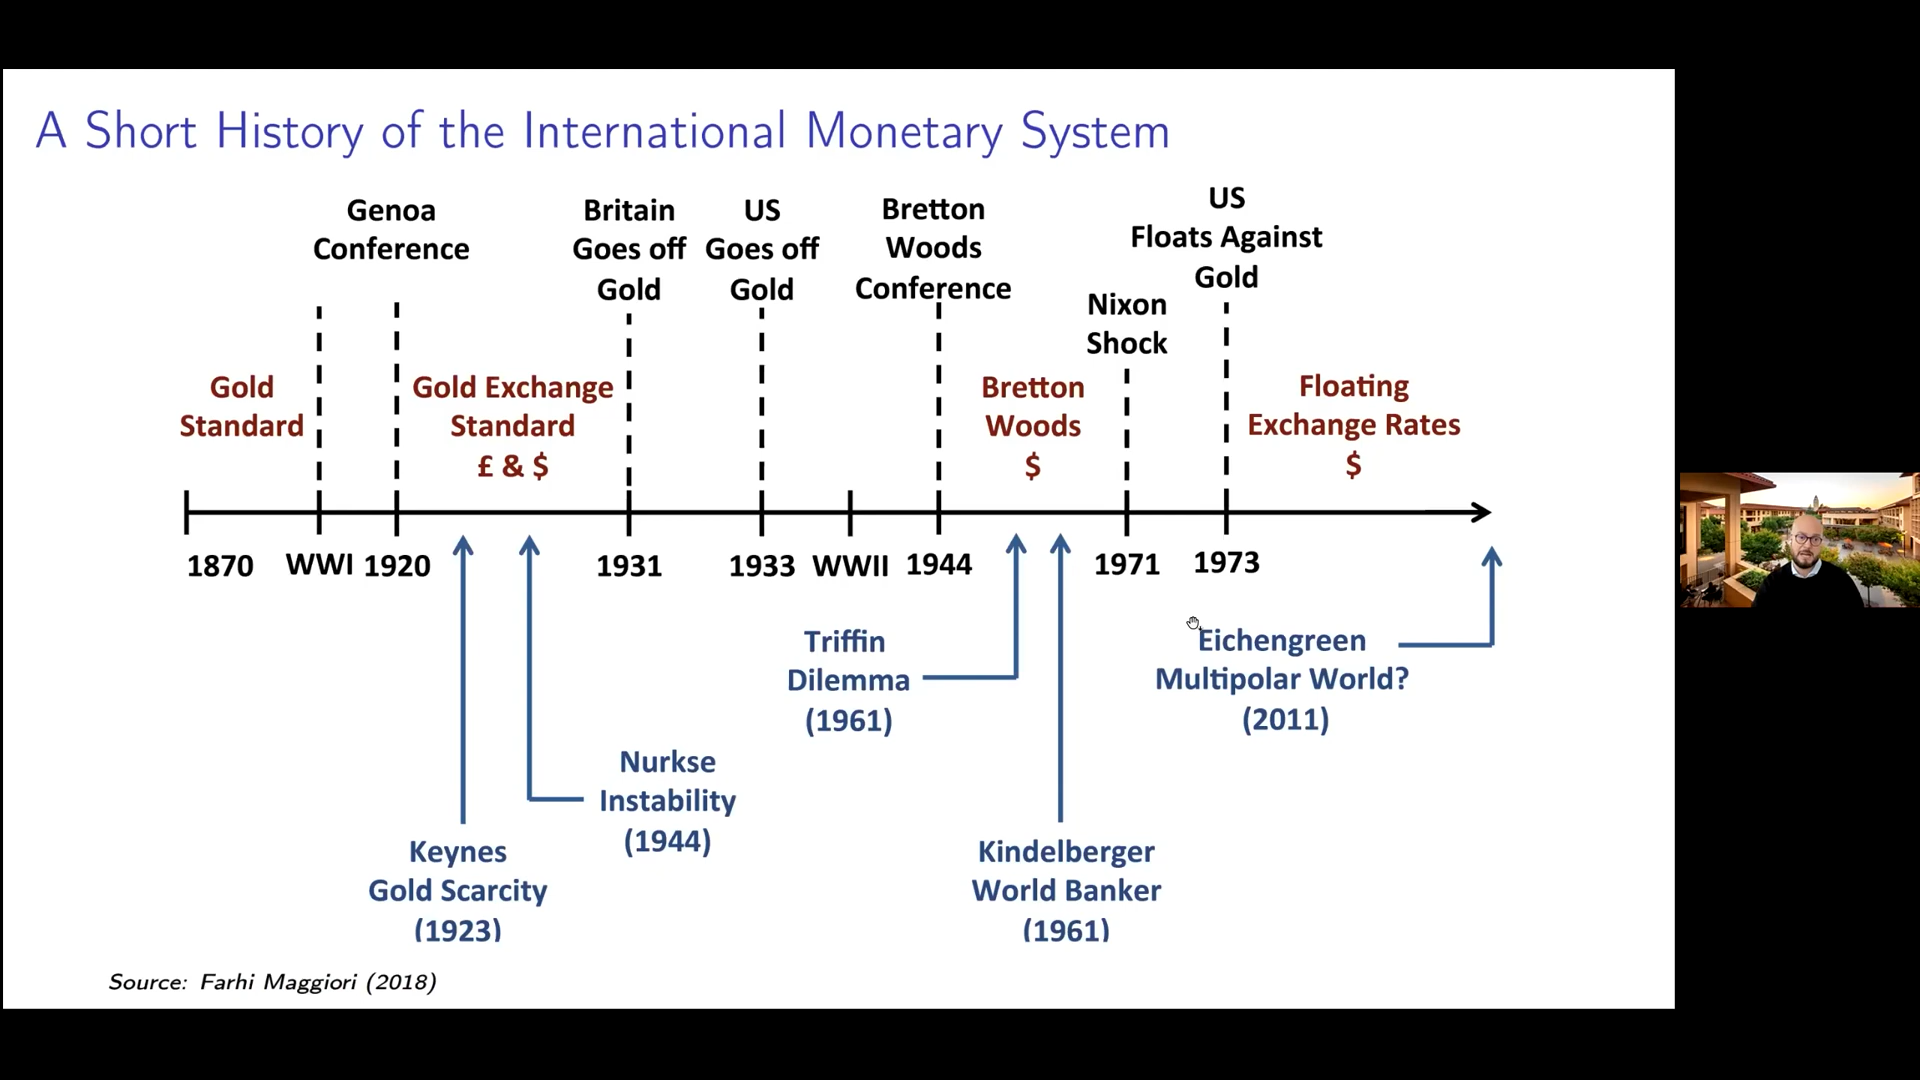 A Short History of the International Monetary System
Genoa
Conference
Britain
Goes off
Gold
US
Goes off
Gold
Bretton
Woods
Conference
Nixon
Shock
US
Floats Against
Gold
Gold
Standard
Gold Exchange
Standard
£ & $
Bretton
Woods
$
Floating
Exchange Rates
$
1870 WWI 1920 1931 1933 WWII 1944 1971 1973
Triffin
Dilemma
(1961)
Eichengreen
Multipolar World?
(2011)
Nurkse
Instability
(1944)
Keynes
Gold Scarcity
(1923)
Kindelberger
World Banker
(1961)
Source: Farhi Maggiori (2018)